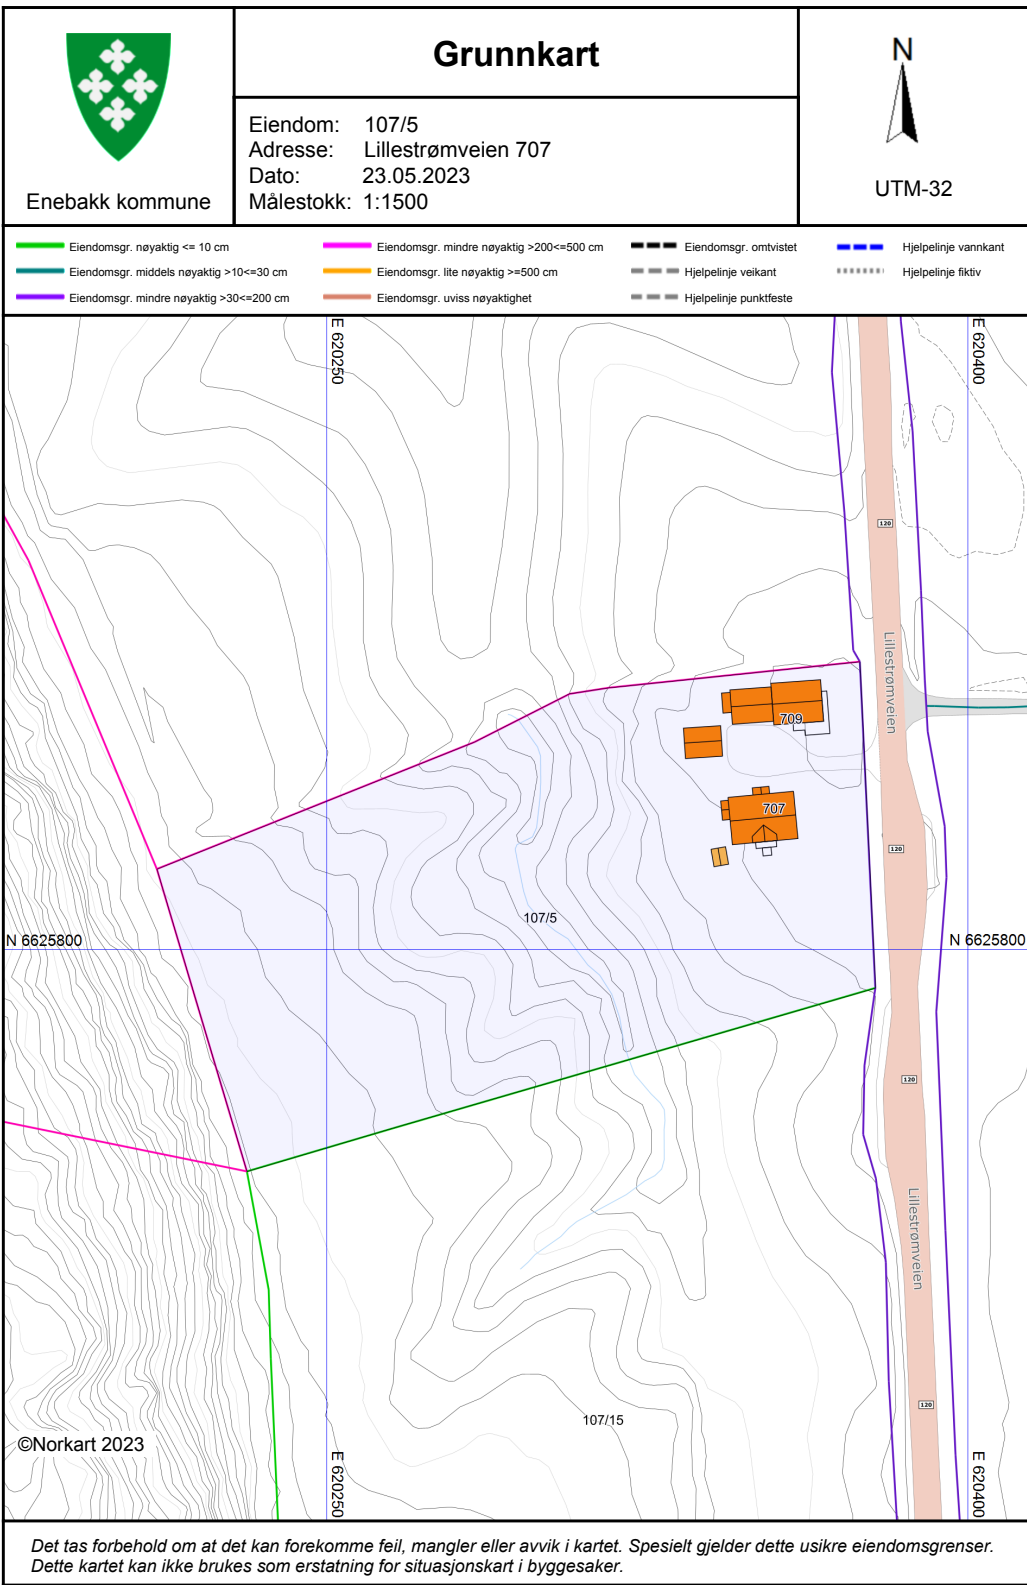 Grunnkart
Enebakk kommune
Eiendom: 107/5
Adresse: Lillestrømveien 707
Dato: 23.05.2023
Målestokk: 1:1500
N
UTM-32
Eiendomsgr. nøyaktig <= 10 cm
Eiendomsgr. middels nøyaktig >10<=30 cm
Eiendomsgr. mindre nøyaktig >30<=200 cm
Eiendomsgr. mindre nøyaktig >200<=500 cm
Eiendomsgr. lite nøyaktig >=500 cm
Eiendomsgr. uviss nøyaktighet
Eiendomsgr. omtvistet
Hjelpelinje veikant
Hjelpelinje punktfeste
Hjelpelinje vannkant
Hjelpelinje fiktiv
E 620250
E 620400
120
Lillestrømveien
709
707
120
107/5
N 6625800
N 6625800
120
Lillestrømveien
120
107/15
©Norkart 2023
E 620250
E 620400
Det tas forbehold om at det kan forekomme feil, mangler eller avvik i kartet. Spesielt gjelder dette usikre eiendomsgrenser.
Dette kartet kan ikke brukes som erstatning for situasjonskart i byggesaker.